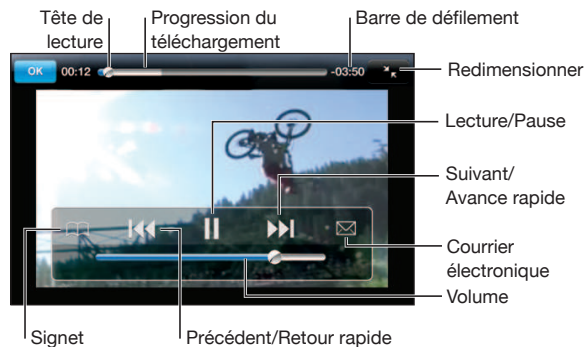 Tête de
lecture
Progression du
téléchargement
Barre de défilement
OK
00:12
-03:50
Redimensionner
Lecture/Pause
Suivant/
Avance rapide
Courrier
électronique
Volume
Signet
Précédent/Retour rapide